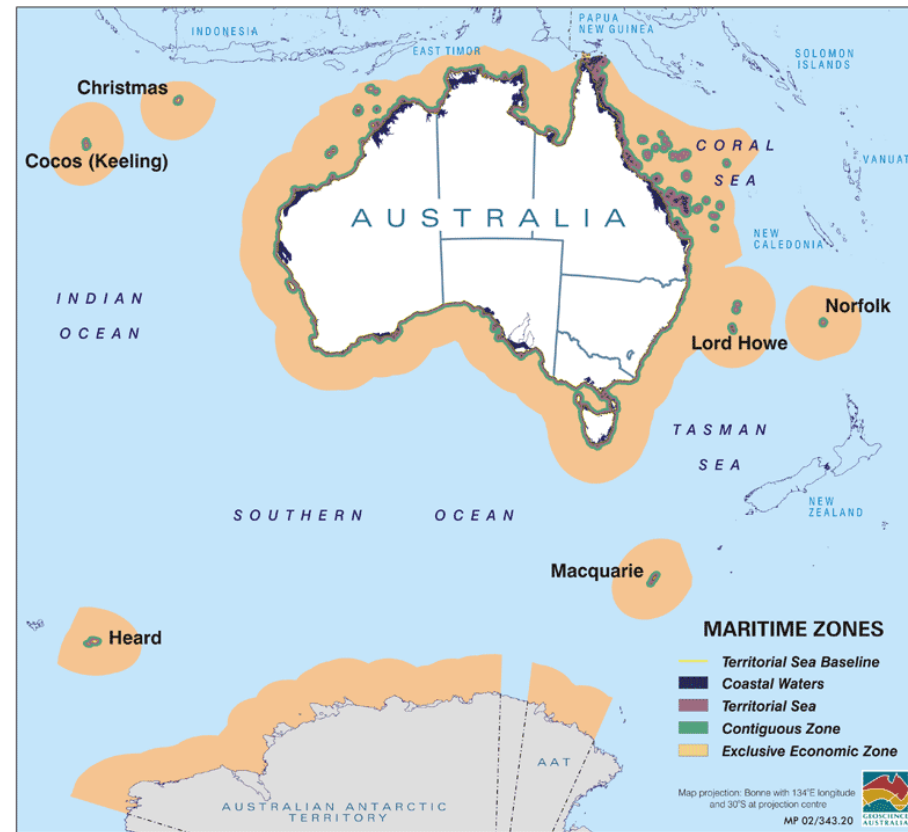 INDONESIA
PAPUA
NEW GUINEA
EAST TIMOR
SOLOMON
ISLANDS
Christmas
Cocos (Keeling)
CORAL
SEA
VANUAT
AUSTRALIA
NEW
CALEDONIA
INDIAN
OCEAN
Norfolk
Lord Howe
TASMAN
SEA
NEW
ZEALAND
SOUTHERN OCEAN
Macquarie
Heard
MARITIME ZONES
Territorial Sea Baseline
Coastal Waters
Territorial Sea
Contiguous Zone
Exclusive Economic Zone
AAT
AUSTRALIAN ANTARCTIC
TERRITORY
Map projection: Bonne with 134°E longitude
and 30°S at projection centre
MP 02/343.20
GEOSCIENCE
AUSTRALIA